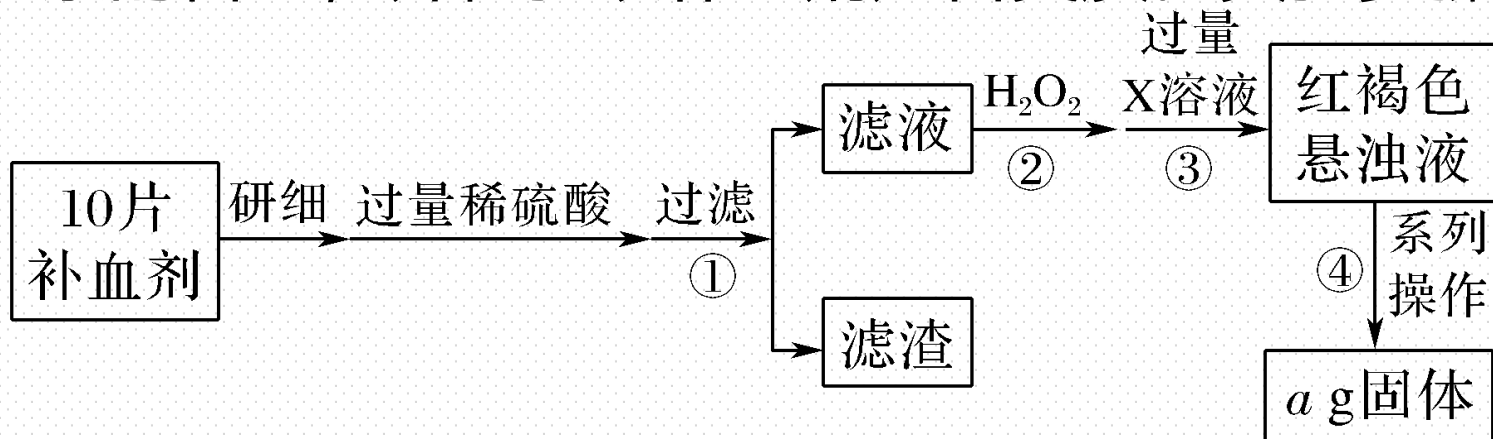 10片
补血剂
研细
过量稀硫酸
过滤
①
滤液
H₂O₂
②
过量
X溶液
③
红褐色
悬浊液
滤渣
④
系列
操作
a g固体